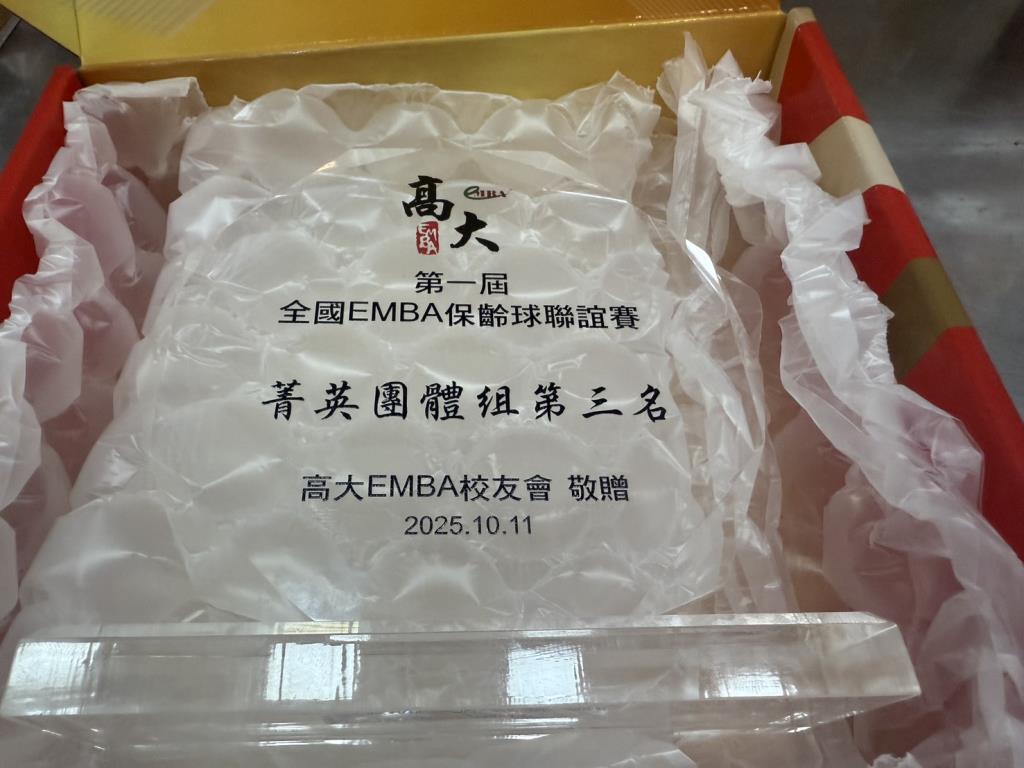 高大
EMBA
EMBA
第一屆
全國EMBA保齡球聯誼賽
菁英團體組第三名
高大EMBA校友會 敬贈
2025.10.11